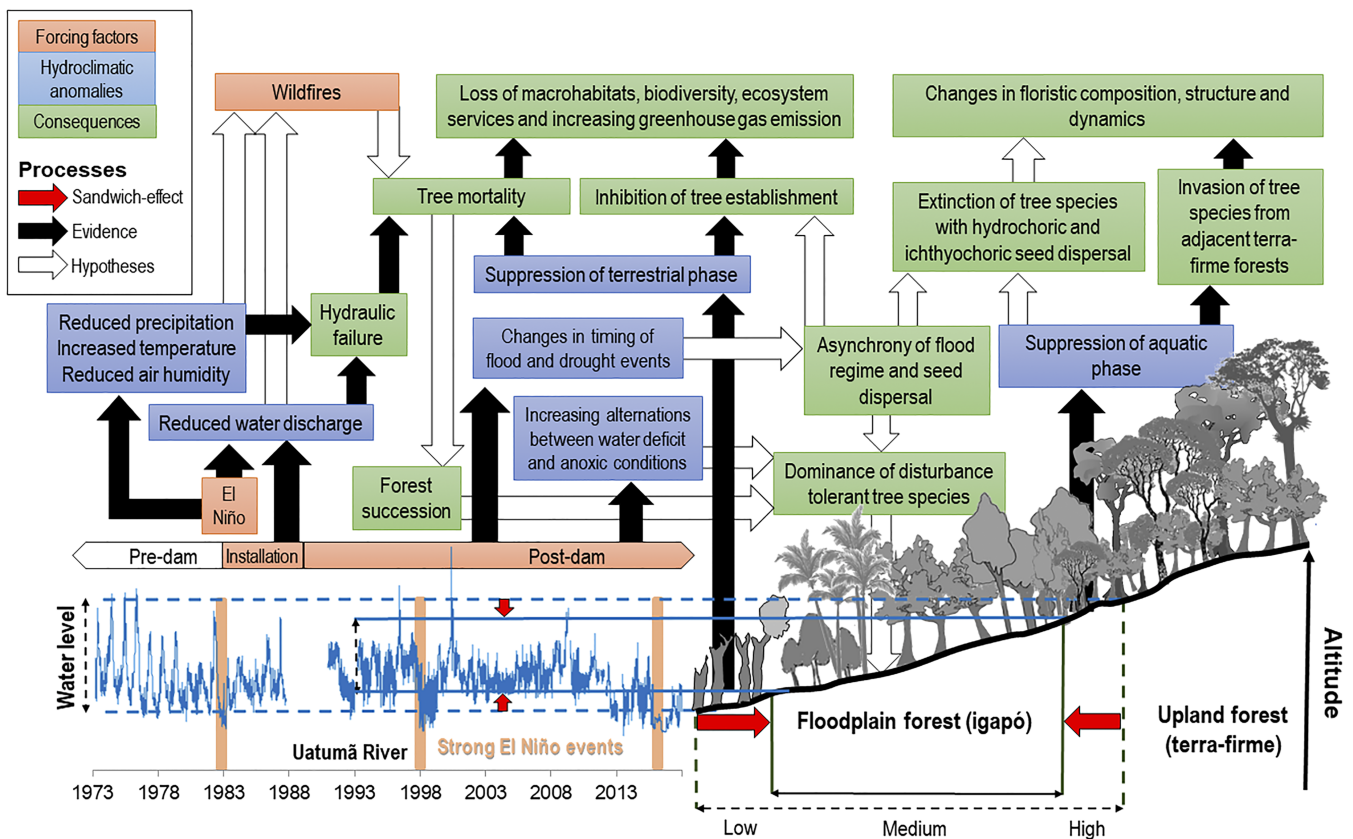 Forcing factors
Hydroclimatic
anomalies
Consequences
Processes
Sandwich-effect
Evidence
Hypotheses
Wildfires
Loss of macrohabitats, biodiversity, ecosystem
services and increasing greenhouse gas emission
Changes in floristic composition, structure and
dynamics
Tree mortality
Inhibition of tree establishment
Extinction of tree species
with hydrochoric and
ichthyochoric seed dispersal
Invasion of tree
species from
adjacent terra-
firme forests
Suppression of terrestrial phase
Reduced precipitation
Increased temperature
Reduced air humidity
Hydraulic
failure
Changes in timing of
flood and drought events
Asynchrony of flood
regime and seed
dispersal
Suppression of aquatic
phase
Reduced water discharge
Increasing alternations
between water deficit
and anoxic conditions
El
Niño
Forest
succession
Dominance of disturbance
tolerant tree species
Pre-dam
Installation
Post-dam
Water level
Uatumã River
Strong El Niño events
1973
1978
1983
1988
1993
1998
2003
2008
2013
Floodplain forest (igapó)
Upland forest
(terra-firme)
Altitude
Low
Medium
High